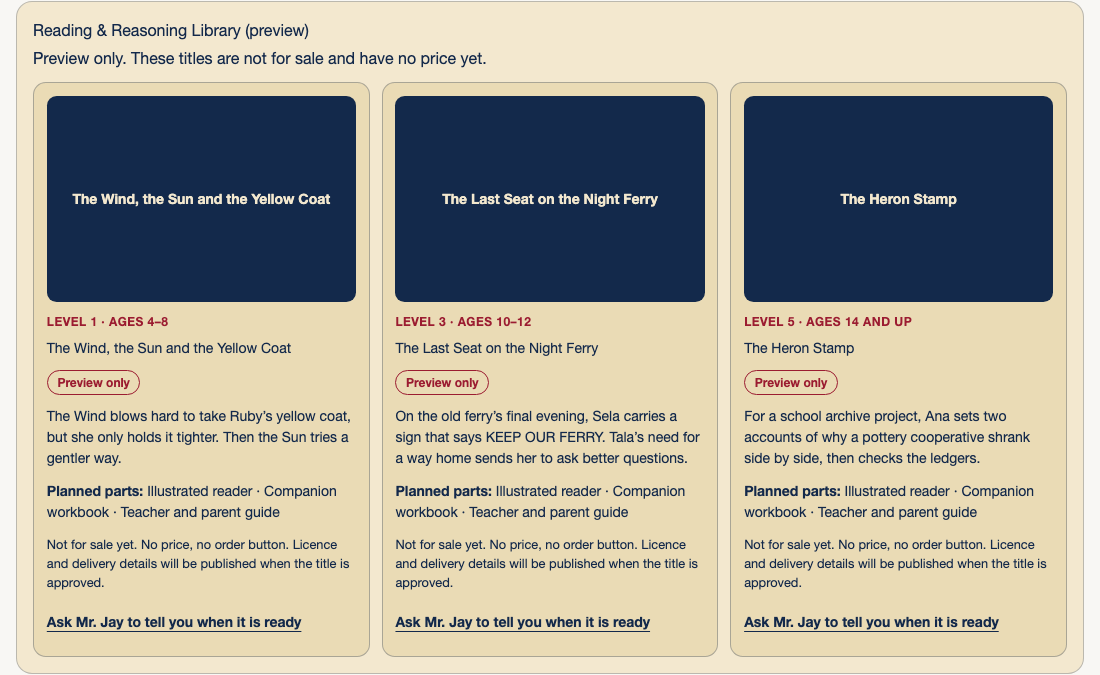 Reading & Reasoning Library (preview)
Preview only. These titles are not for sale and have no price yet.
The Wind, the Sun and the Yellow Coat
LEVEL 1 · AGES 4–8
The Wind, the Sun and the Yellow Coat
Preview only
The Wind blows hard to take Ruby’s yellow coat,
but she only holds it tighter. Then the Sun tries a
gentler way.
Planned parts: Illustrated reader · Companion
workbook · Teacher and parent guide
Not for sale yet. No price, no order button. Licence
and delivery details will be published when the title is
approved.
Ask Mr. Jay to tell you when it is ready
The Last Seat on the Night Ferry
LEVEL 3 · AGES 10–12
The Last Seat on the Night Ferry
Preview only
On the old ferry’s final evening, Sela carries a
sign that says KEEP OUR FERRY. Tala’s need for
a way home sends her to ask better questions.
Planned parts: Illustrated reader · Companion
workbook · Teacher and parent guide
Not for sale yet. No price, no order button. Licence
and delivery details will be published when the title is
approved.
Ask Mr. Jay to tell you when it is ready
The Heron Stamp
LEVEL 5 · AGES 14 AND UP
The Heron Stamp
Preview only
For a school archive project, Ana sets two
accounts of why a pottery cooperative shrank
side by side, then checks the ledgers.
Planned parts: Illustrated reader · Companion
workbook · Teacher and parent guide
Not for sale yet. No price, no order button. Licence
and delivery details will be published when the title is
approved.
Ask Mr. Jay to tell you when it is ready